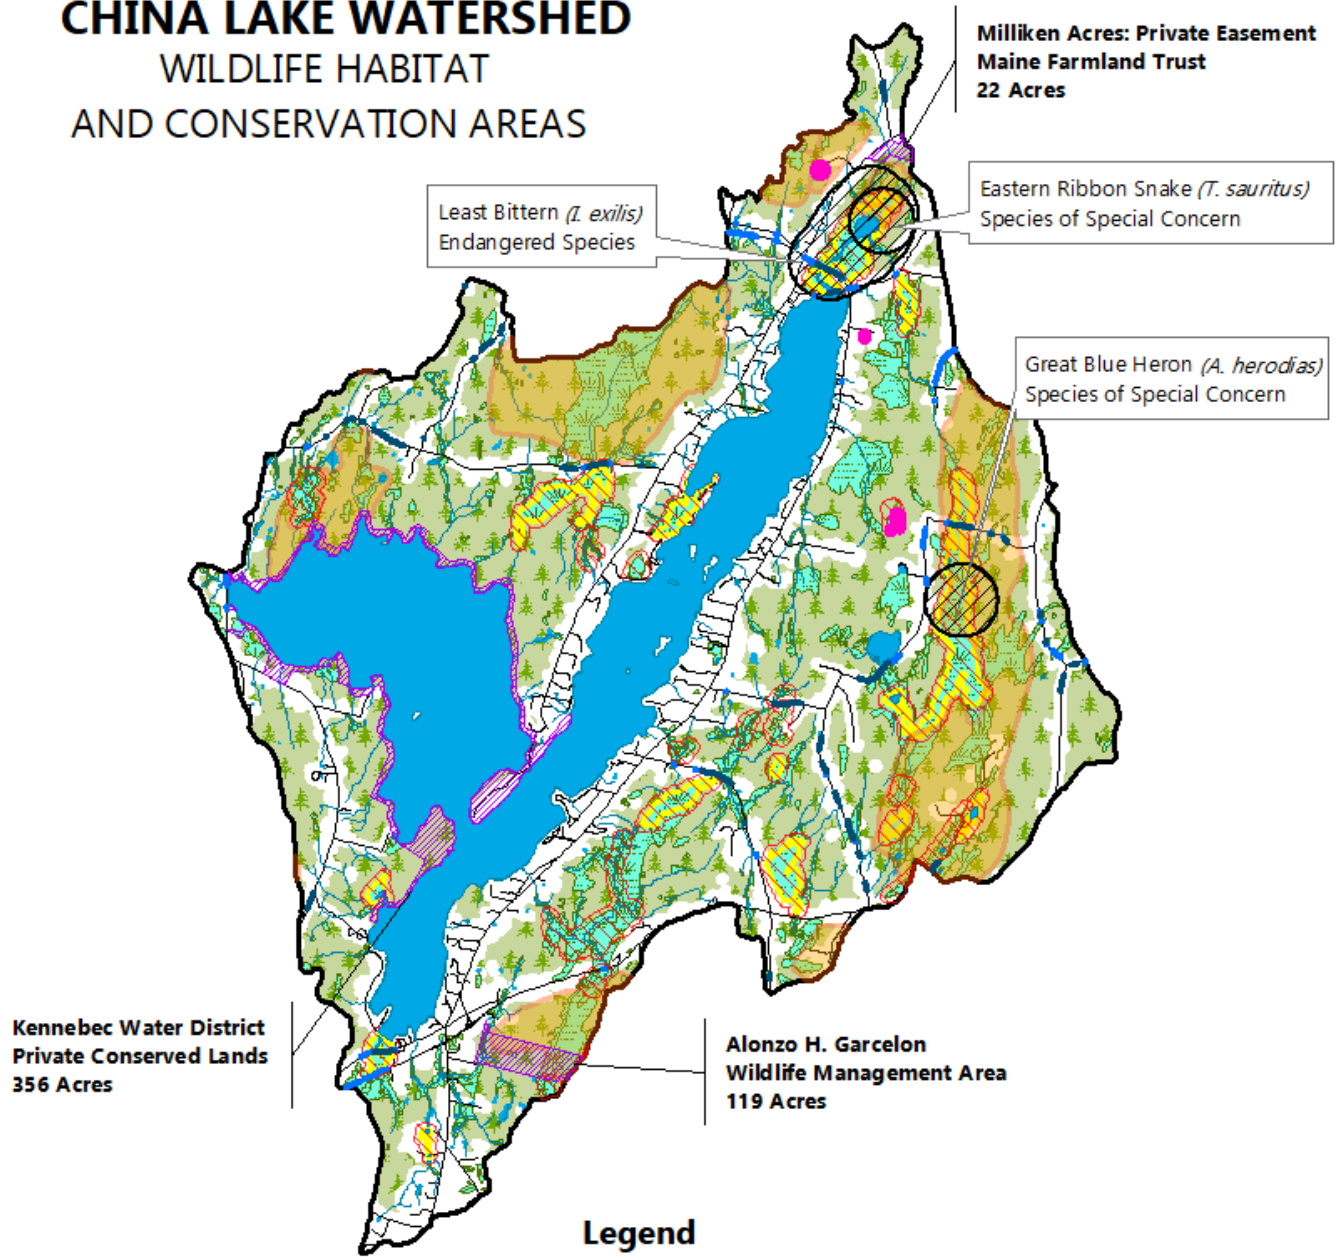 CHINA LAKE WATERSHED
WILDLIFE HABITAT
AND CONSERVATION AREAS
Milliken Acres: Private Easement
Maine Farmland Trust
22 Acres
Eastern Ribbon Snake (T. sauritus)
Species of Special Concern
Least Bittern (I. exilis)
Endangered Species
Great Blue Heron (A. herodias)
Species of Special Concern
Kennebec Water District
Private Conserved Lands
356 Acres
Alonzo H. Garcelon
Wildlife Management Area
119 Acres
Legend